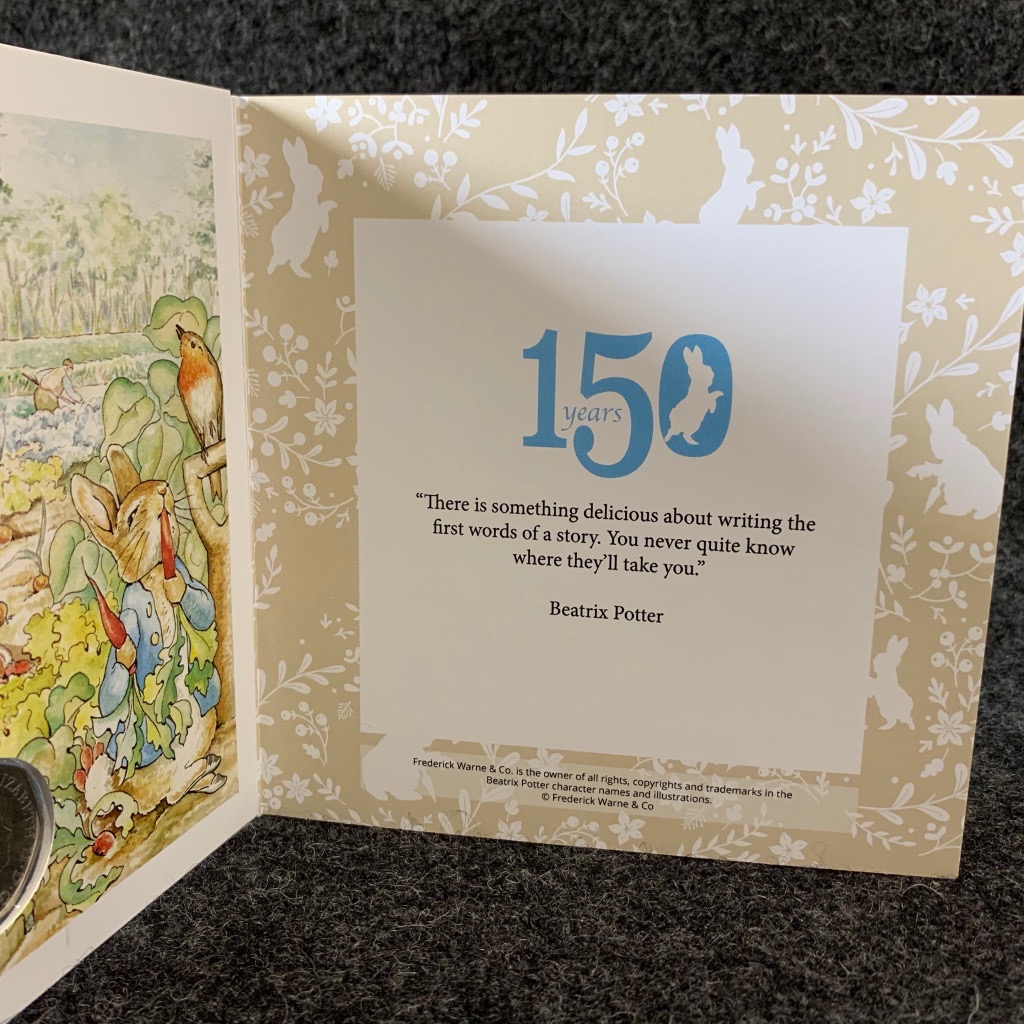 150
years
“There is something delicious about writing the
first words of a story. You never quite know
where they’ll take you.”
Beatrix Potter
Frederick Warne & Co. is the owner of all rights, copyrights and trademarks in the
Beatrix Potter character names and illustrations.
© Frederick Warne & Co